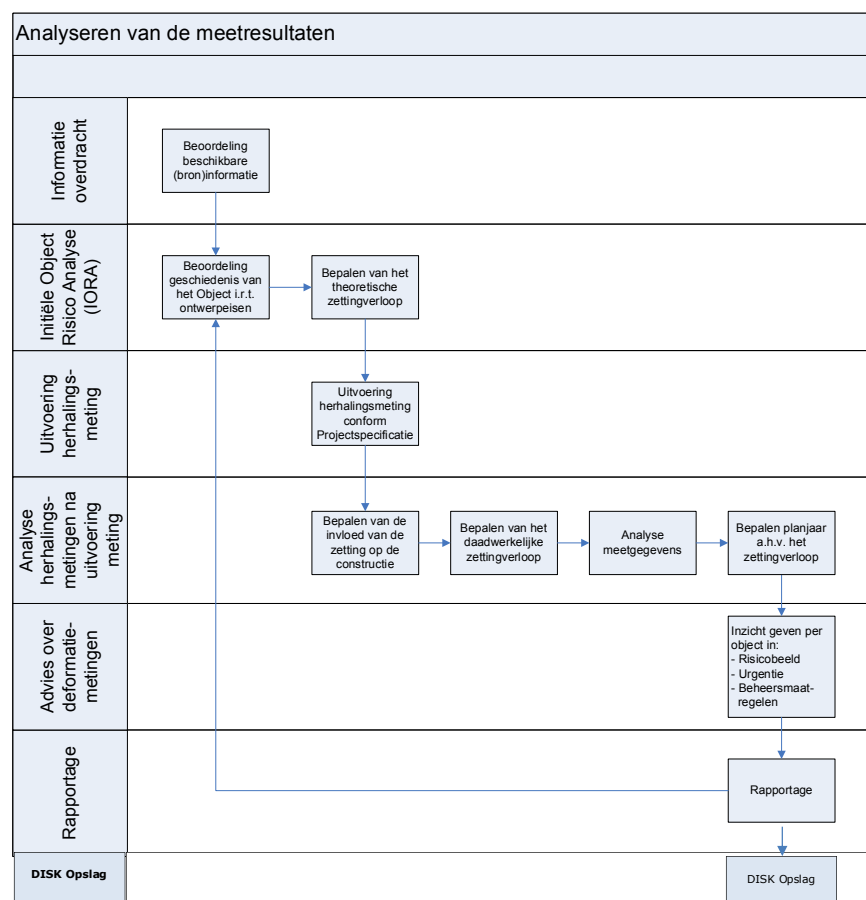 Analyseren van de meetresultaten
Informatie
overdracht
Beoordeling
beschikbare
(bron)informatie
Initiële Object
Risico Analyse
(IORA)
Beoordeling
geschiedenis van
het Object i.r.t.
ontwerpeisen
Bepalen van het
theoretische
zettingverloop
Uitvoering
herhalings-
meting
Uitvoering
herhalingsmeting
conform
Projectspecificatie
Analyse
herhalings-
metingen na
uitvoering
meting
Bepalen van de
invloed van de
zetting op de
constructie
Bepalen van het
daadwerkelijke
zettingverloop
Analyse
meetgegevens
Bepalen planjaar
a.h.v. het
zettingverloop
Advies over
deformatie-
metingen
Inzicht geven per
object in:
- Risicobeeld
- Urgentie
- Beheersmaat-
regelen
Rapportage
Rapportage
DISK Opslag
DISK Opslag